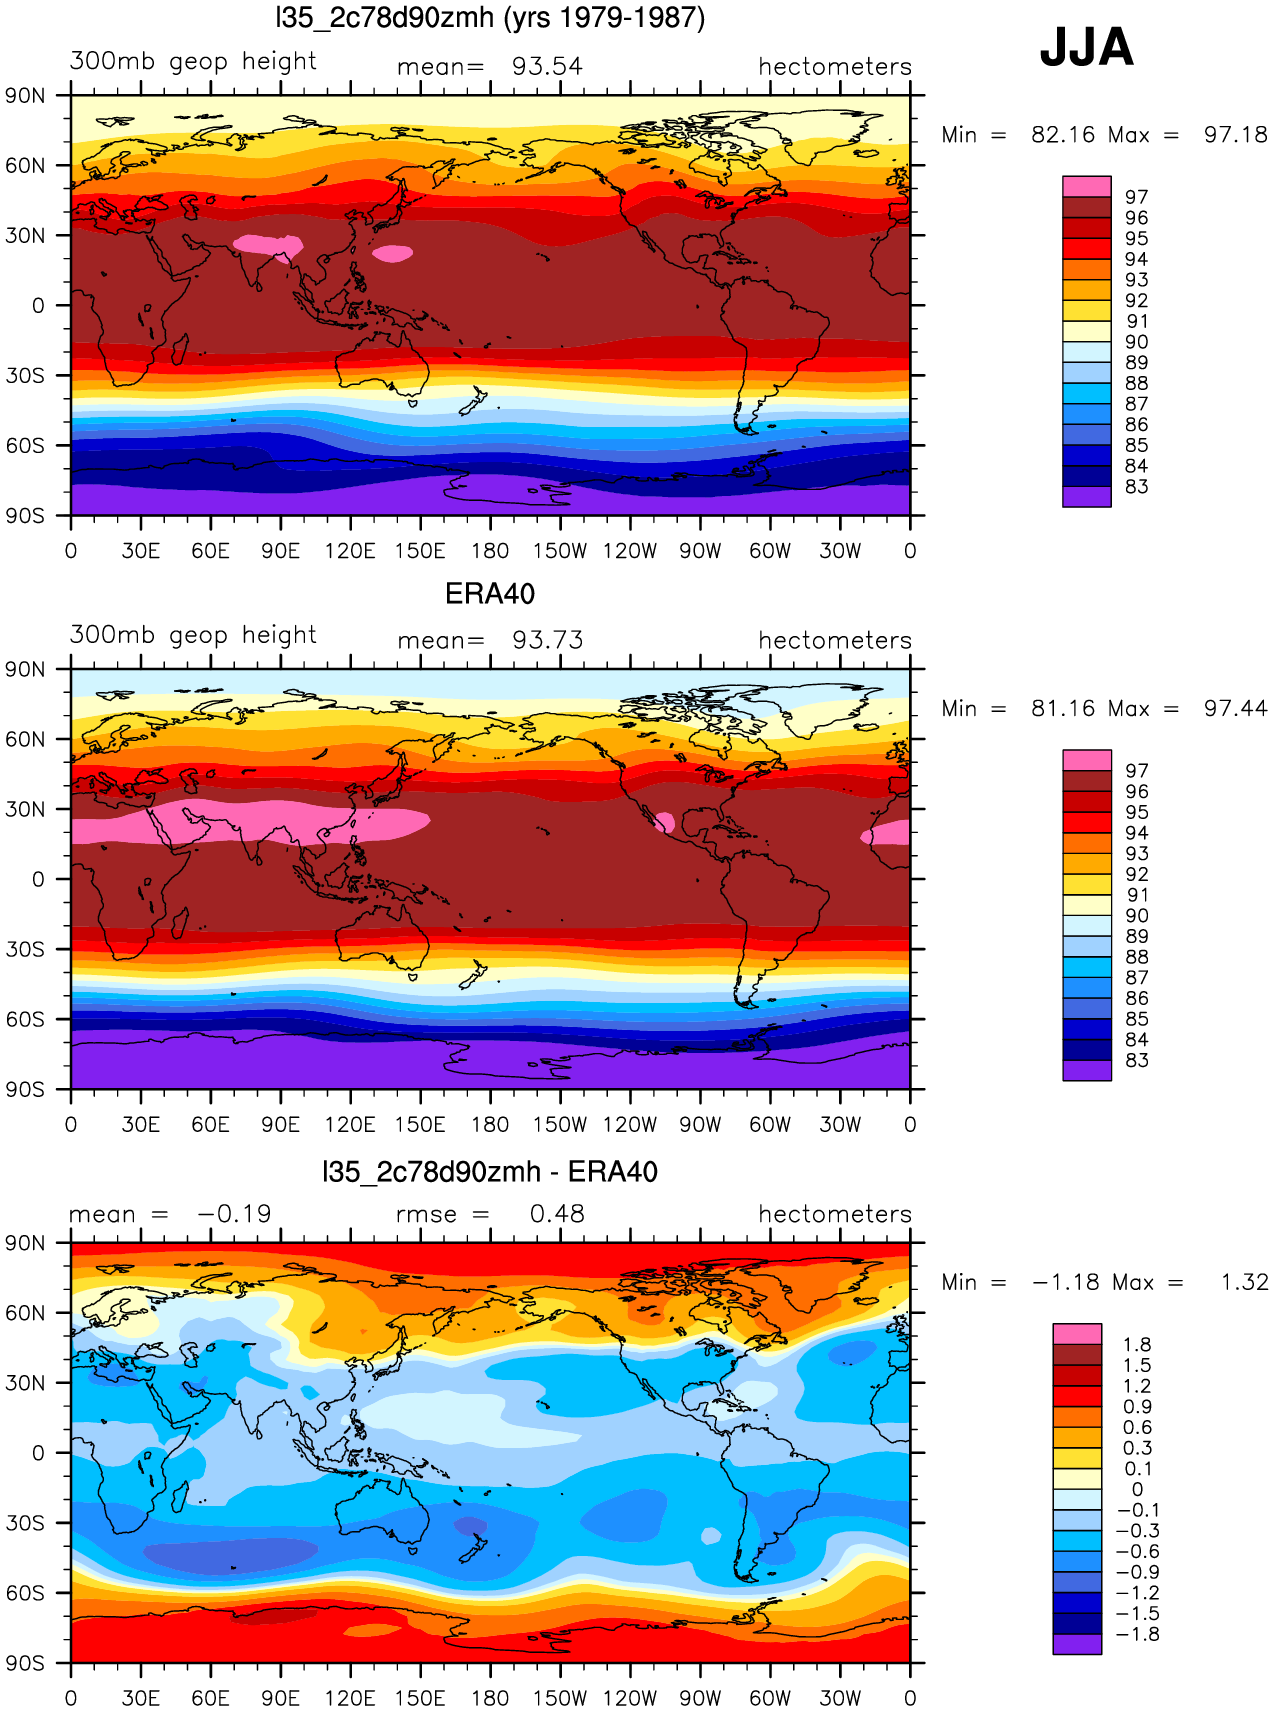 l35_2c78d90zmh (yrs 1979-1987)
JJA
300mb geop height mean= 93.54 hectometers
Min = 82.16 Max = 97.18
90N
60N
30N
0
30S
60S
90S
0 30E 60E 90E 120E 150E 180 150W 120W 90W 60W 30W 0
97
96
95
94
93
92
91
90
89
88
87
86
85
84
83
ERA40
300mb geop height mean= 93.73 hectometers
Min = 81.16 Max = 97.44
90N
60N
30N
0
30S
60S
90S
0 30E 60E 90E 120E 150E 180 150W 120W 90W 60W 30W 0
97
96
95
94
93
92
91
90
89
88
87
86
85
84
83
l35_2c78d90zmh - ERA40
mean = -0.19 rmse = 0.48 hectometers
Min = -1.18 Max = 1.32
90N
60N
30N
0
30S
60S
90S
0 30E 60E 90E 120E 150E 180 150W 120W 90W 60W 30W 0
1.8
1.5
1.2
0.9
0.6
0.3
0.1
0
-0.1
-0.3
-0.6
-0.9
-1.2
-1.5
-1.8